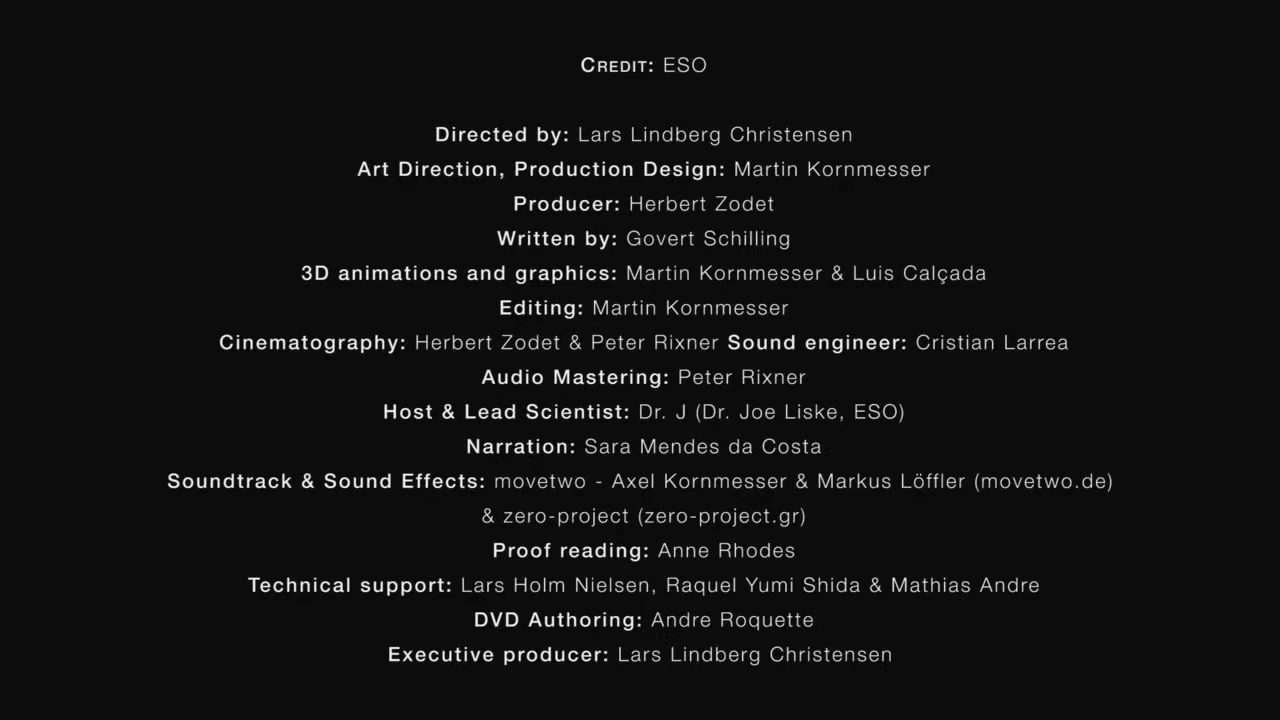 CREDIT: ESO
Directed by: Lars Lindberg Christensen
Art Direction, Production Design: Martin Kornmesser
Producer: Herbert Zodet
Written by: Govert Schilling
3D animations and graphics: Martin Kornmesser & Luis Calçada
Editing: Martin Kornmesser
Cinematography: Herbert Zodet & Peter Rixner Sound engineer: Cristian Larrea
Audio Mastering: Peter Rixner
Host & Lead Scientist: Dr. J (Dr. Joe Liske, ESO)
Narration: Sara Mendes da Costa
Soundtrack & Sound Effects: movetwo - Axel Kornmesser & Markus Löffler (movetwo.de)
& zero-project (zero-project.gr)
Proof reading: Anne Rhodes
Technical support: Lars Holm Nielsen, Raquel Yumi Shida & Mathias Andre
DVD Authoring: Andre Roquette
Executive producer: Lars Lindberg Christensen